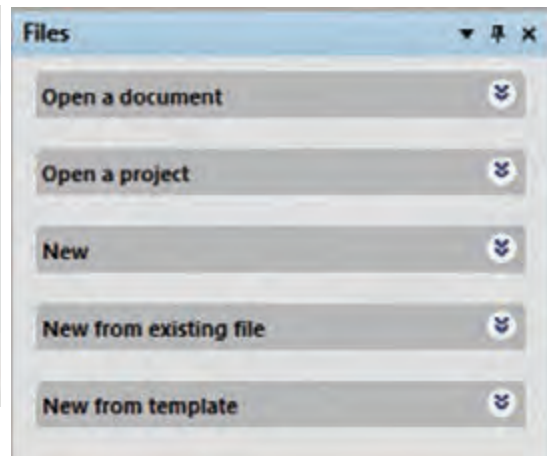 Files
Open a document
Open a project
New
New from existing file
New from template